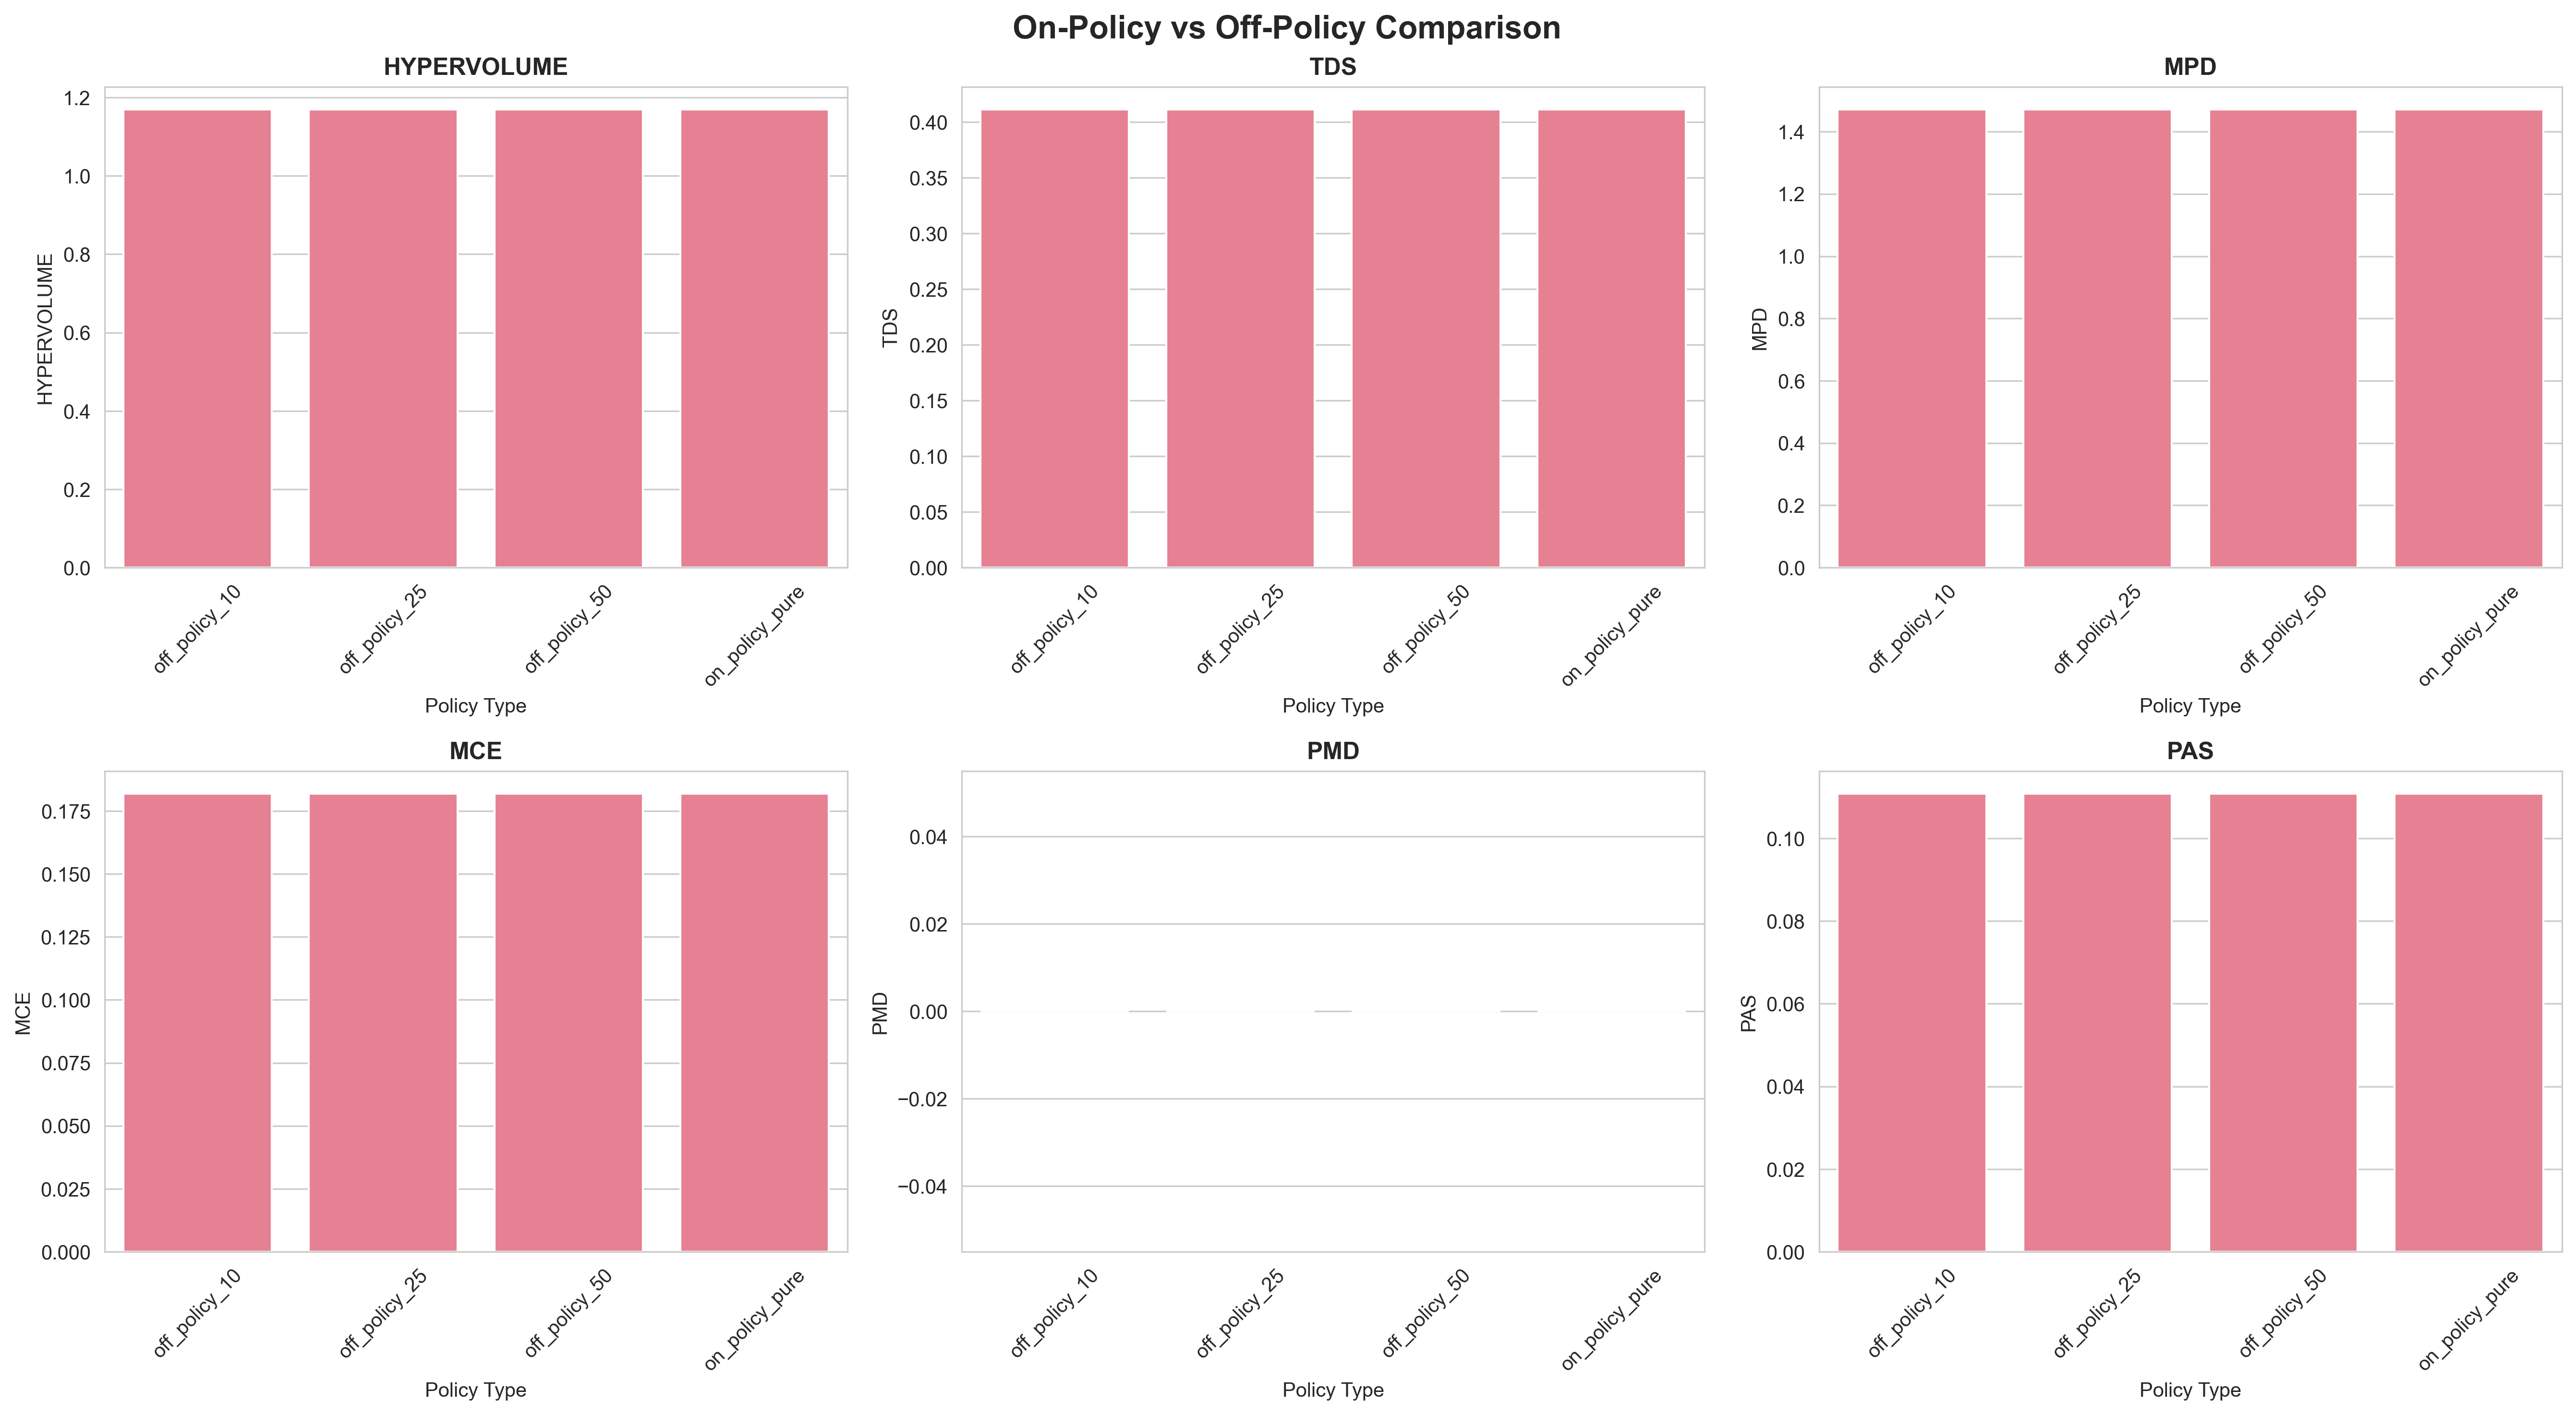 On-Policy vs Off-Policy Comparison
HYPERVOLUME
HYPERVOLUME
1.2
1.0
0.8
0.6
0.4
0.2
0.0
off_policy_10
off_policy_25
off_policy_50
on_policy_pure
Policy Type
TDS
TDS
0.40
0.35
0.30
0.25
0.20
0.15
0.10
0.05
0.00
off_policy_10
off_policy_25
off_policy_50
on_policy_pure
Policy Type
MPD
MPD
1.4
1.2
1.0
0.8
0.6
0.4
0.2
0.0
off_policy_10
off_policy_25
off_policy_50
on_policy_pure
Policy Type
MCE
MCE
0.175
0.150
0.125
0.100
0.075
0.050
0.025
0.000
off_policy_10
off_policy_25
off_policy_50
on_policy_pure
Policy Type
PMD
PMD
0.04
0.02
0.00
−0.02
−0.04
off_policy_10
off_policy_25
off_policy_50
on_policy_pure
Policy Type
PAS
PAS
0.10
0.08
0.06
0.04
0.02
0.00
off_policy_10
off_policy_25
off_policy_50
on_policy_pure
Policy Type